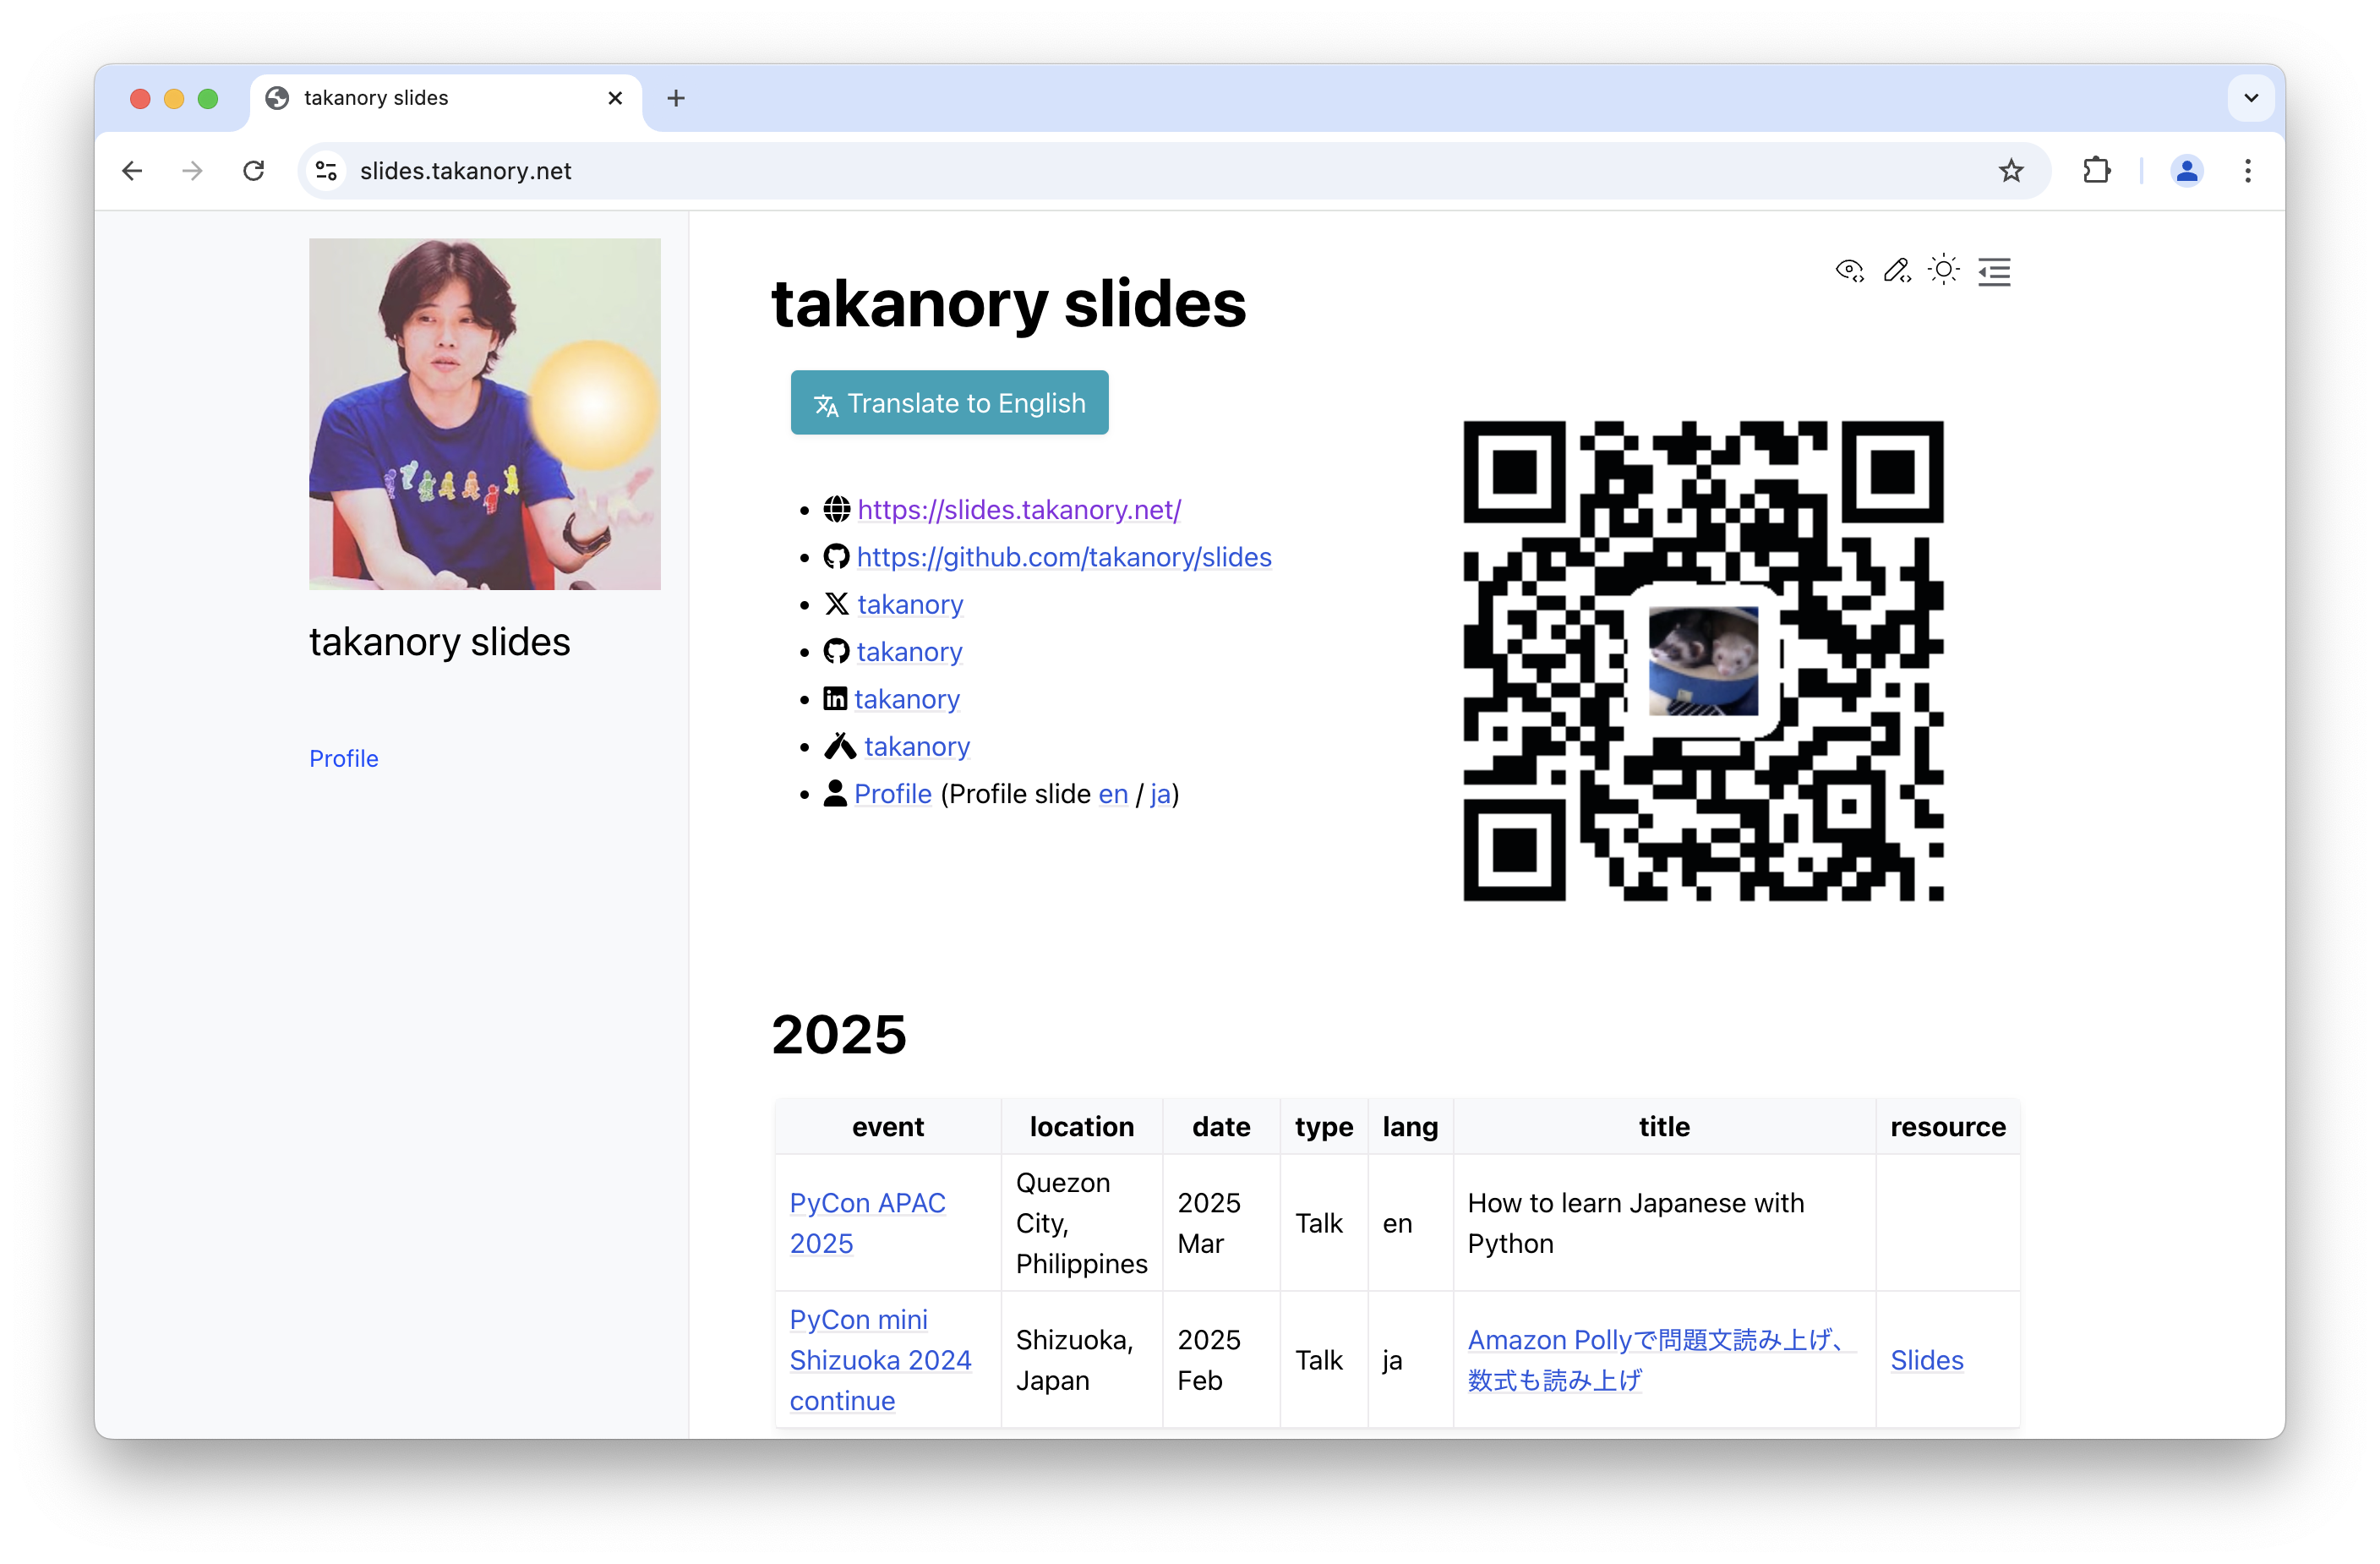 takanory slides
slides.takanory.net
takanory slides
Profile
takanory slides
Translate to English
https://slides.takanory.net/
https://github.com/takanory/slides
takanory
takanory
takanory
takanory
Profile (Profile slide en / ja)
2025
event location date type lang title resource
PyCon APAC
2025
Quezon
City,
Philippines
2025
Mar
Talk
en
How to learn Japanese with
Python
PyCon mini
Shizuoka 2024
continue
Shizuoka,
Japan
2025
Feb
Talk
ja
Amazon Pollyで問題文読み上げ、
数式も読み上げ
Slides